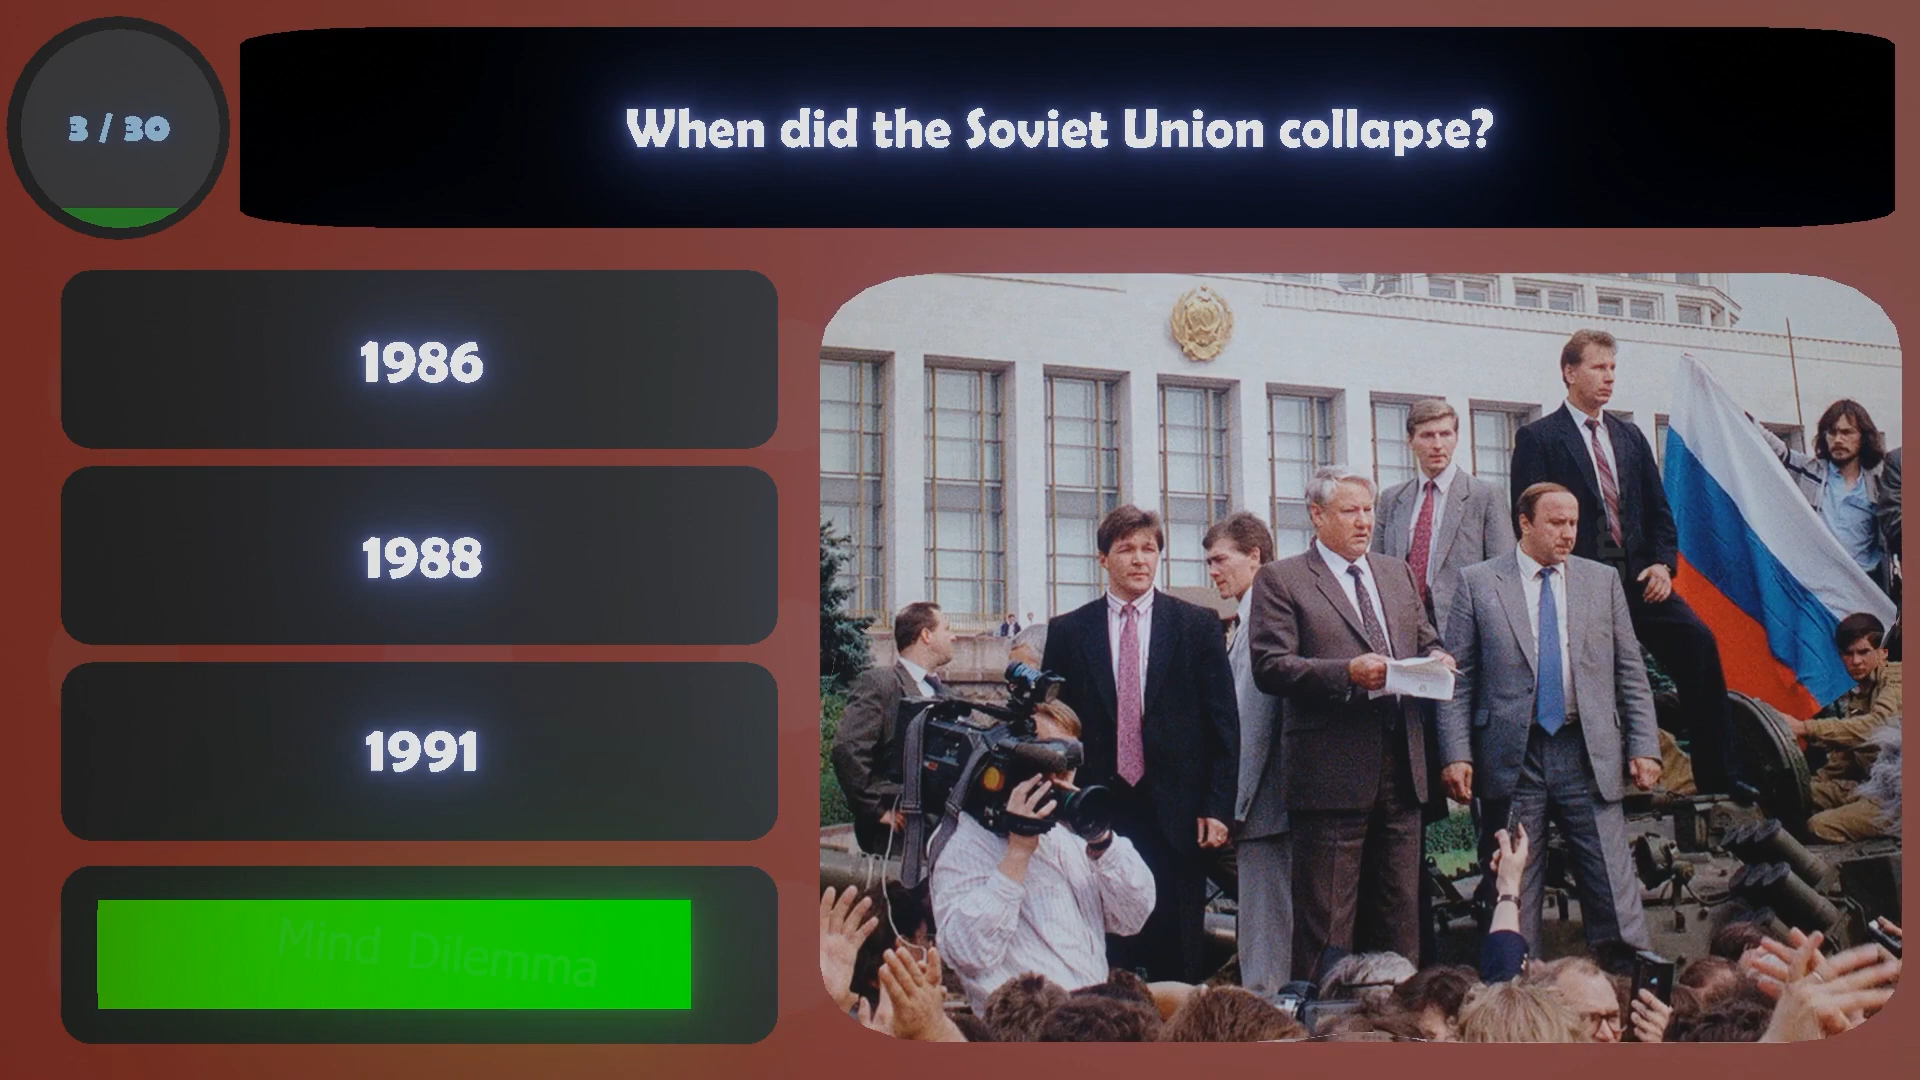 3 / 30
When did the Soviet Union collapse?
1986
1988
1991
Mind Dilemma